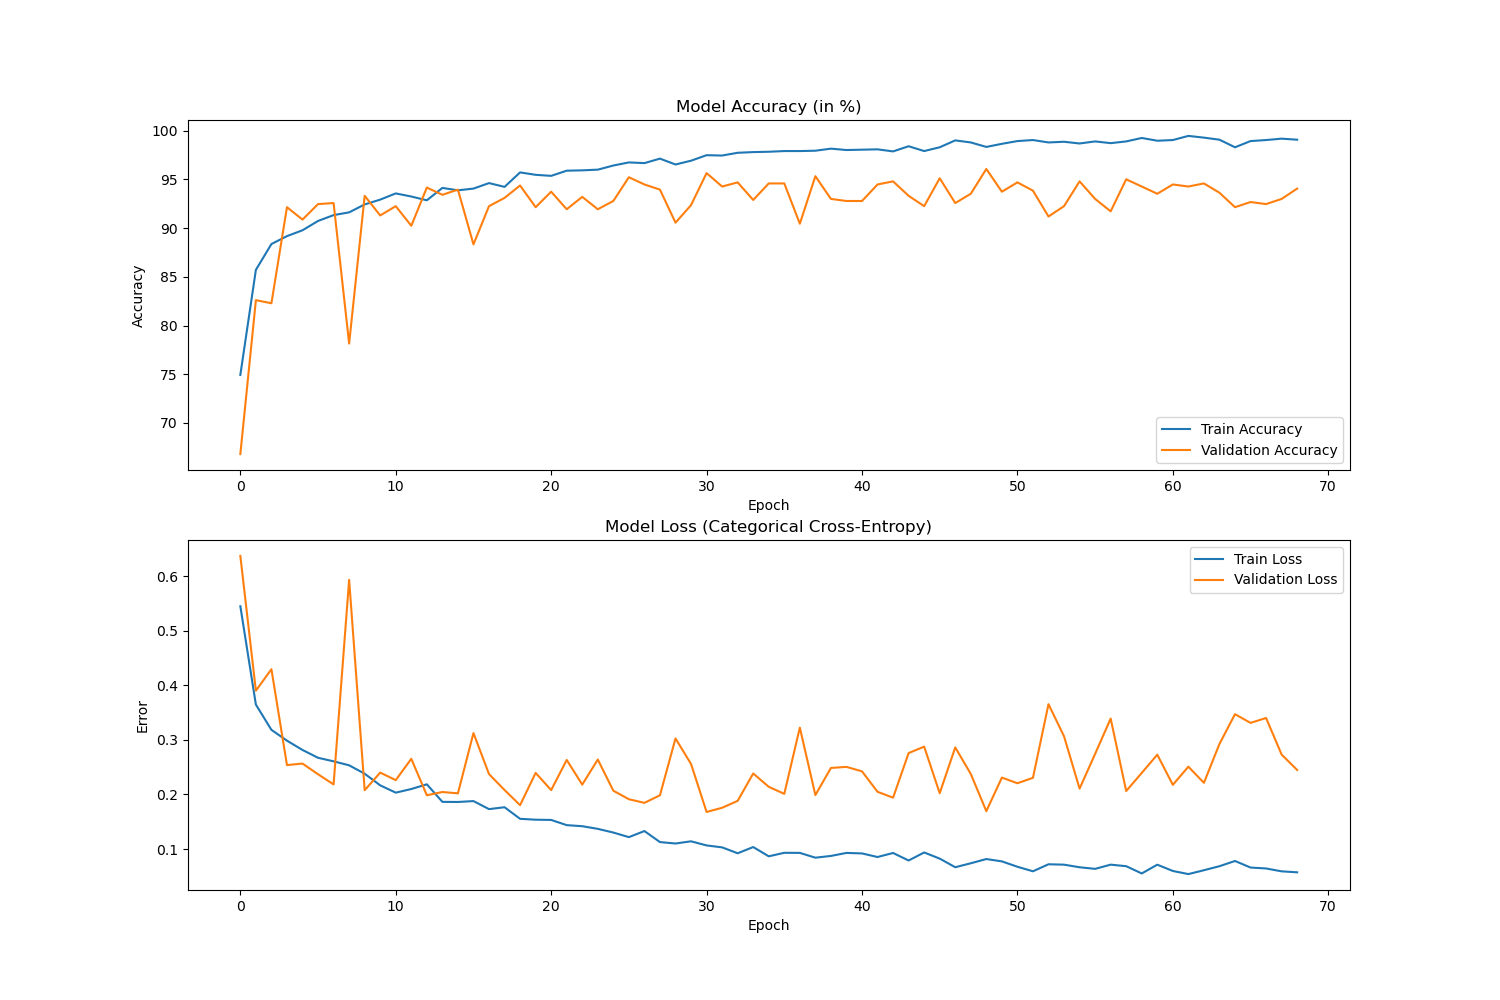 Model Accuracy (in %)
100
95
90
85
80
75
70
Accuracy
Train Accuracy
Validation Accuracy
0 10 20 30 40 50 60 70
Epoch
Model Loss (Categorical Cross-Entropy)
0.6
0.5
0.4
0.3
0.2
0.1
Error
Train Loss
Validation Loss
0 10 20 30 40 50 60 70
Epoch